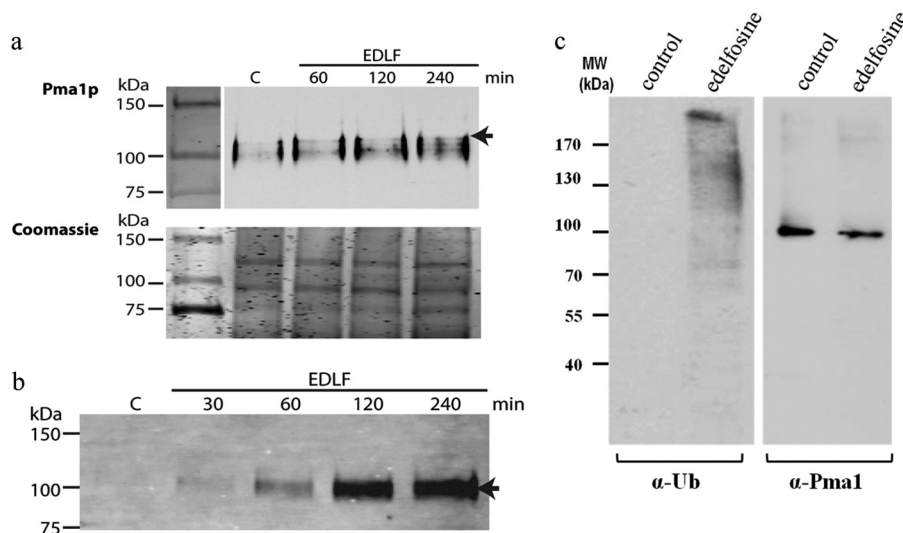 a
EDLF
C 60 120 240 min
Pma1p
kDa
150
100
75
Coomassie
kDa
150
100
75
b
EDLF
C 30 60 120 240 min
kDa
150
100
75
c
control edelfosine control edelfosine
MW
(kDa)
170
130
100
70
55
40
α-Ub α-Pma1